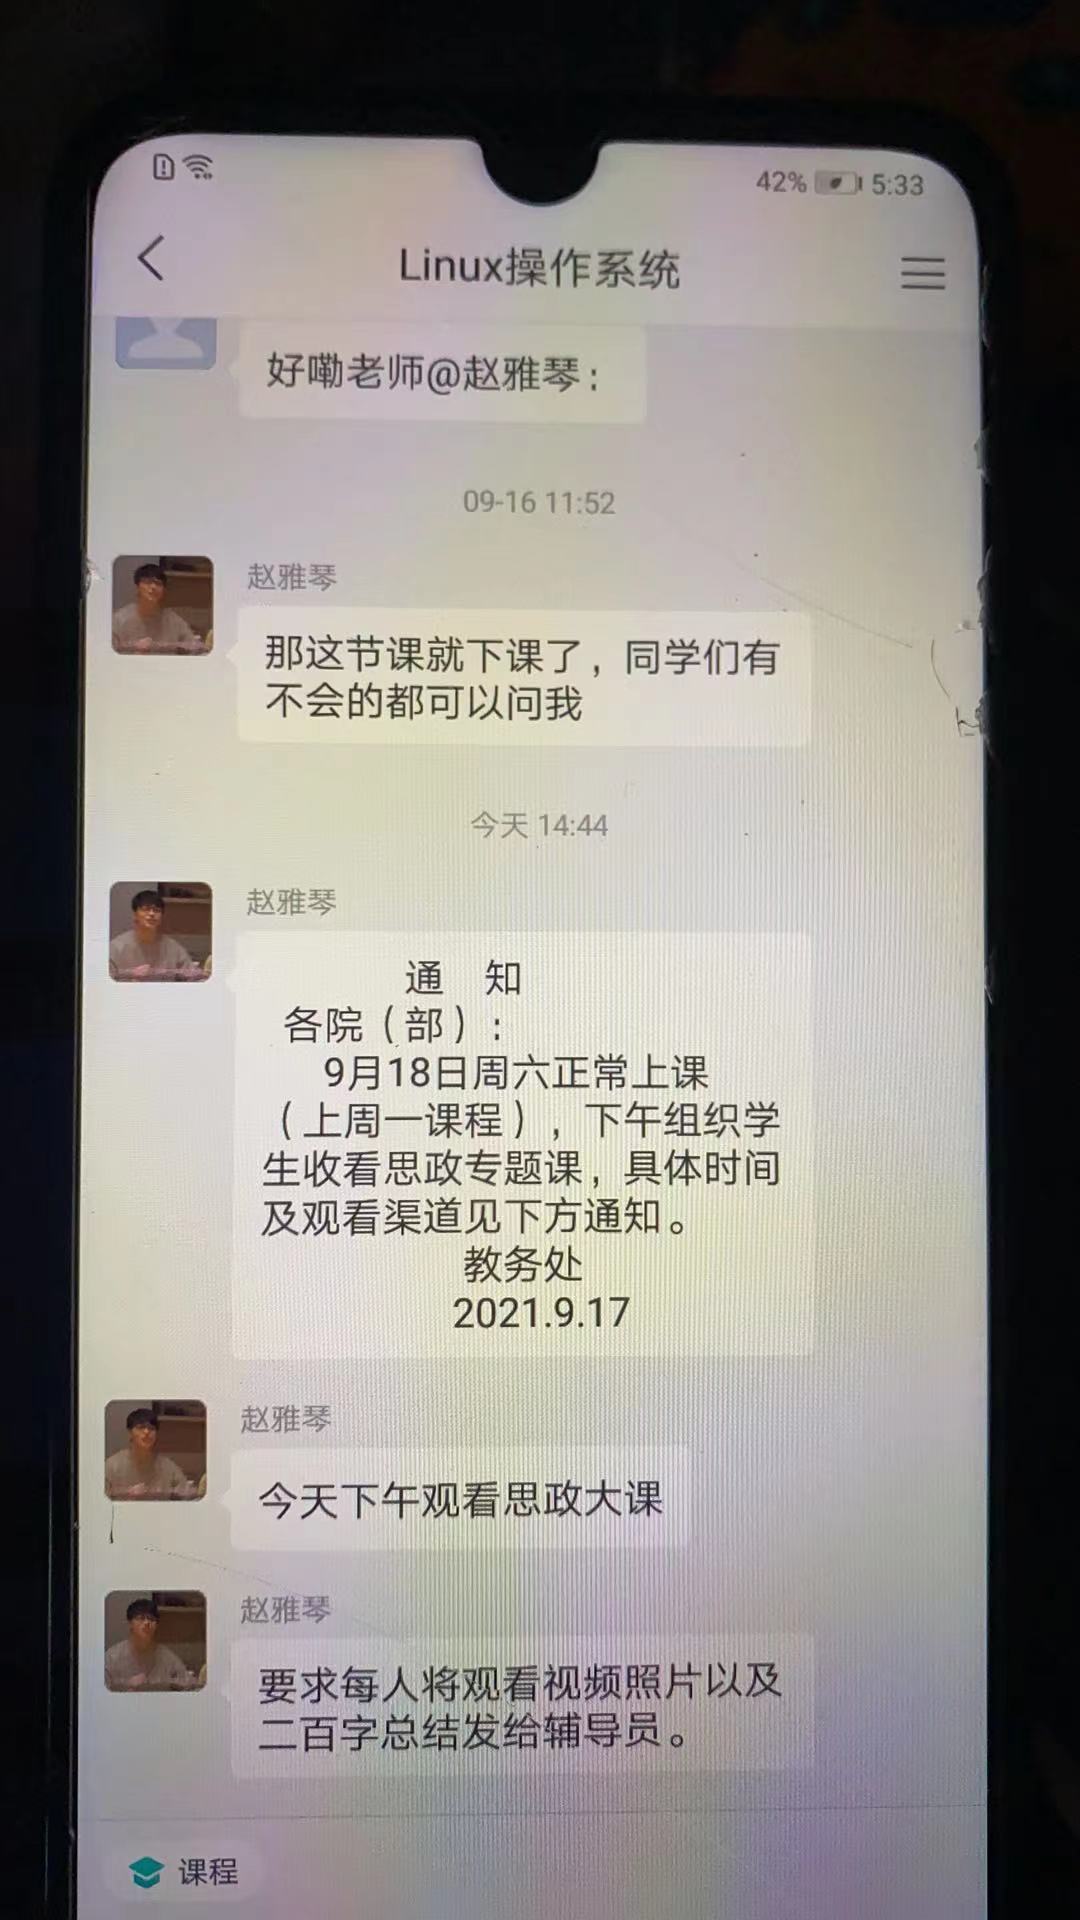 42% 5:33
Linux操作系统
好嘞老师@赵雅琴：
09-16 11:52
赵雅琴
那这节课就下课了，同学们有
不会的都可以问我
今天 14:44
赵雅琴
通 知
各院（部）：
9月18日周六正常上课
（上周一课程），下午组织学
生收看思政专题课，具体时间
及观看渠道见下方通知。
教务处
2021.9.17
赵雅琴
今天下午观看思政大课
赵雅琴
要求每人将观看视频照片以及
二百字总结发给辅导员。
课程